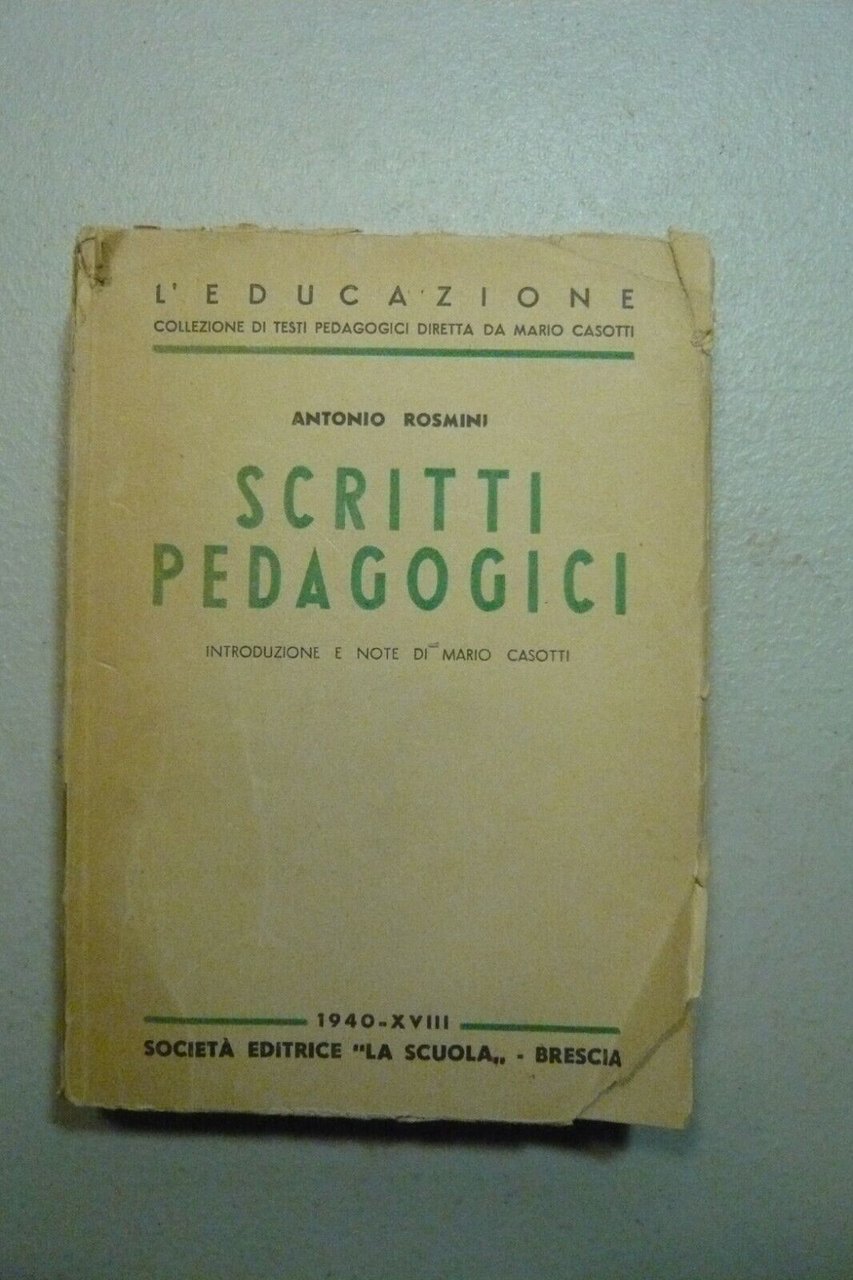 L'EDUCAZIONE
COLLEZIONE DI TESTI PEDAGOGICI DIRETTA DA MARIO CASOTTI
ANTONIO ROSMINI
SCRITTI
PEDAGOGICI
INTRODUZIONE E NOTE DI MARIO CASOTTI
1940-XVIII
SOCIETÀ EDITRICE "LA SCUOLA„ - BRESCIA